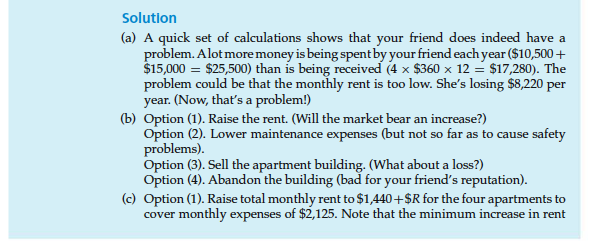 Solution
(a) A quick set of calculations shows that your friend does indeed have a
problem. A lot more money is being spent by your friend each year ($10,500 +
$15,000 = $25,500) than is being received (4 × $360 × 12 = $17,280). The
problem could be that the monthly rent is too low. She's losing $8,220 per
year. (Now, that's a problem!)
(b) Option (1). Raise the rent. (Will the market bear an increase?)
Option (2). Lower maintenance expenses (but not so far as to cause safety
problems).
Option (3). Sell the apartment building. (What about a loss?)
Option (4). Abandon the building (bad for your friend's reputation).
(c) Option (1). Raise total monthly rent to $1,440 + $R for the four apartments to
cover monthly expenses of $2,125. Note that the minimum increase in rent